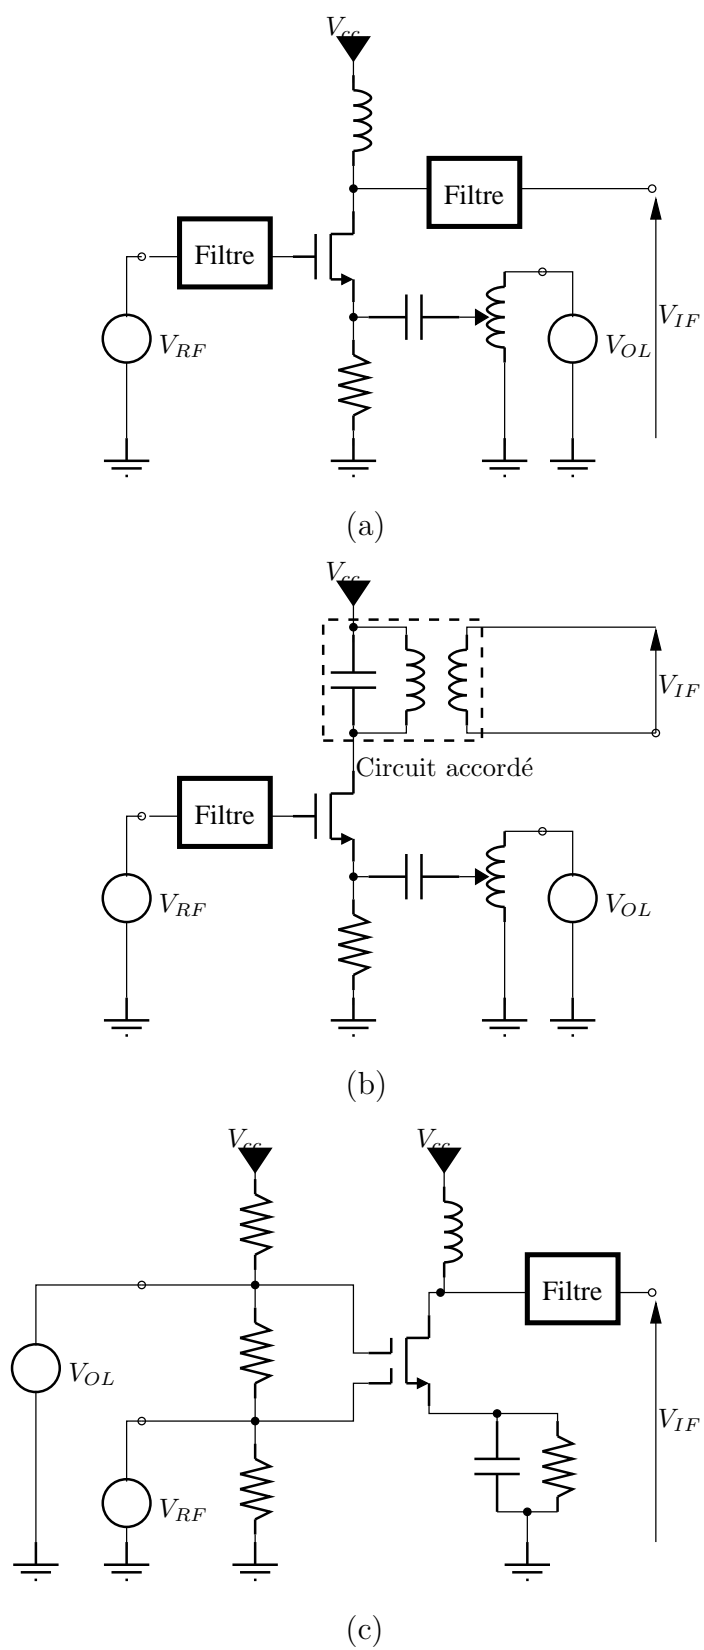 V_cc
Filtre
Filtre
V_RF
V_OL
V_IF
(a)
V_cc
V_IF
Circuit accordé
Filtre
V_RF
V_OL
(b)
V_cc V_cc
Filtre
V_OL
V_IF
V_RF
(c)